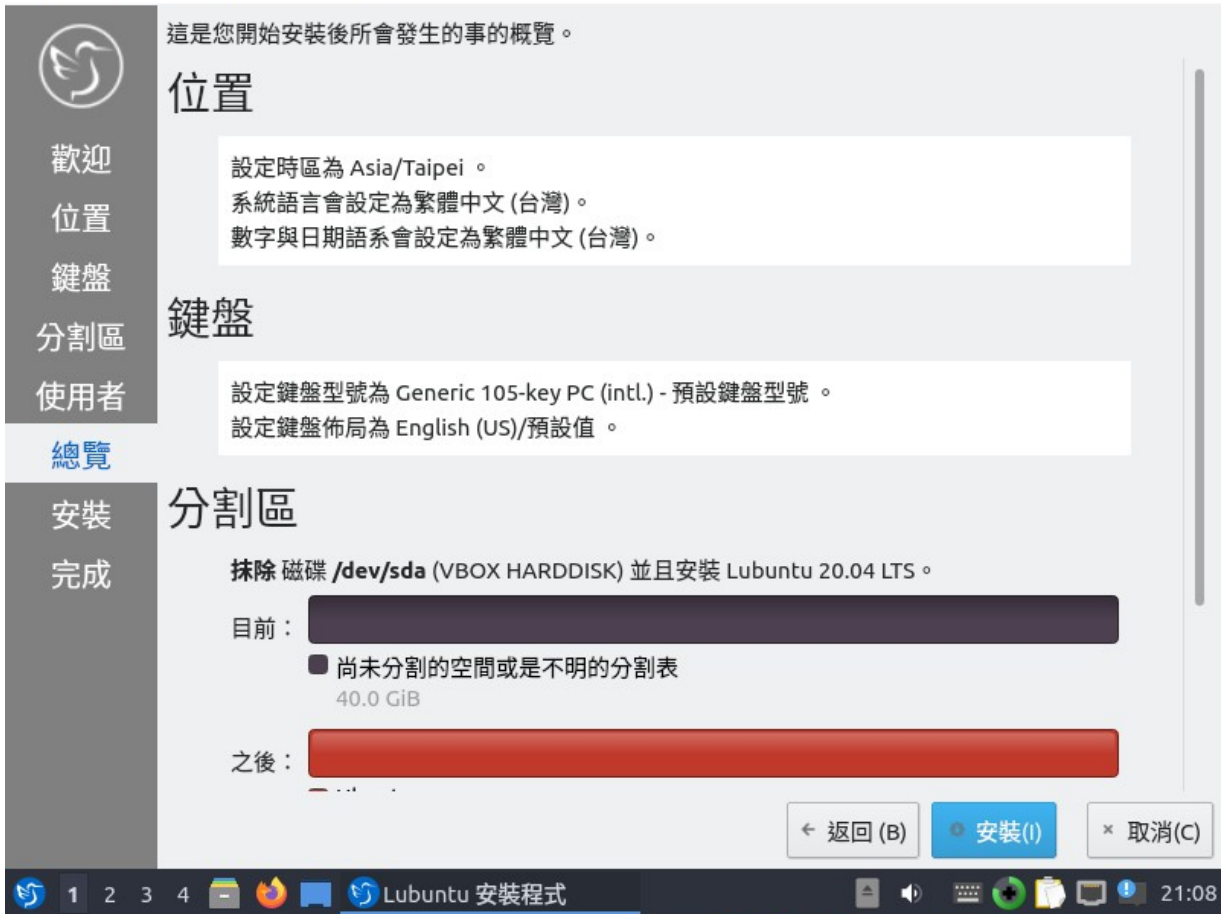 這是您開始安裝後所會發生的事的概覽。
位置
設定時區為 Asia/Taipei 。
系統語言會設定為繁體中文 (台灣)。
數字與日期語系會設定為繁體中文 (台灣)。
鍵盤
設定鍵盤型號為 Generic 105-key PC (intl.) - 預設鍵盤型號 。
設定鍵盤佈局為 English (US)/預設值 。
分割區
抹除 磁碟 /dev/sda (VBOX HARDDISK) 並且安裝 Lubuntu 20.04 LTS。
目前：
尚未分割的空間或是不明的分割表
40.0 GiB
之後：
歡迎
位置
鍵盤
分割區
使用者
總覽
安裝
完成
返回 (B)
安裝(I)
取消(C)
1 2 3 4 Lubuntu 安裝程式 21:08